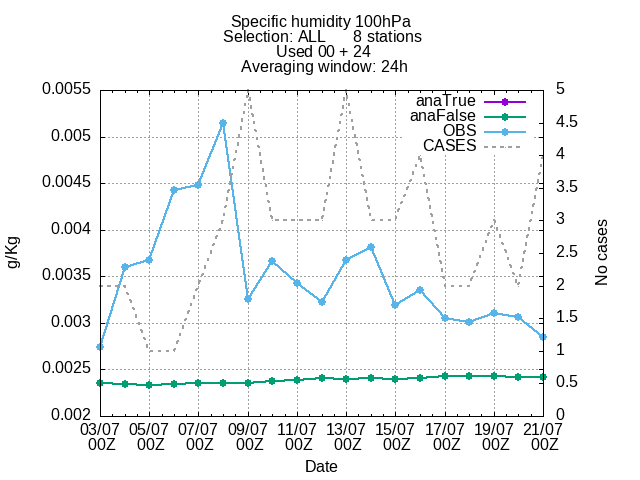 Specific humidity 100hPa
Selection: ALL 8 stations
Used 00 + 24
Averaging window: 24h
0.0055
0.005
0.0045
0.004
0.0035
0.003
0.0025
0.002
g/Kg
anaTrue
anaFalse
OBS
CASES
5
4.5
4
3.5
3
2.5
2
1.5
1
0.5
0
No cases
03/07 05/07 07/07 09/07 11/07 13/07 15/07 17/07 19/07 21/07
00Z 00Z 00Z 00Z 00Z 00Z 00Z 00Z 00Z 00Z
Date